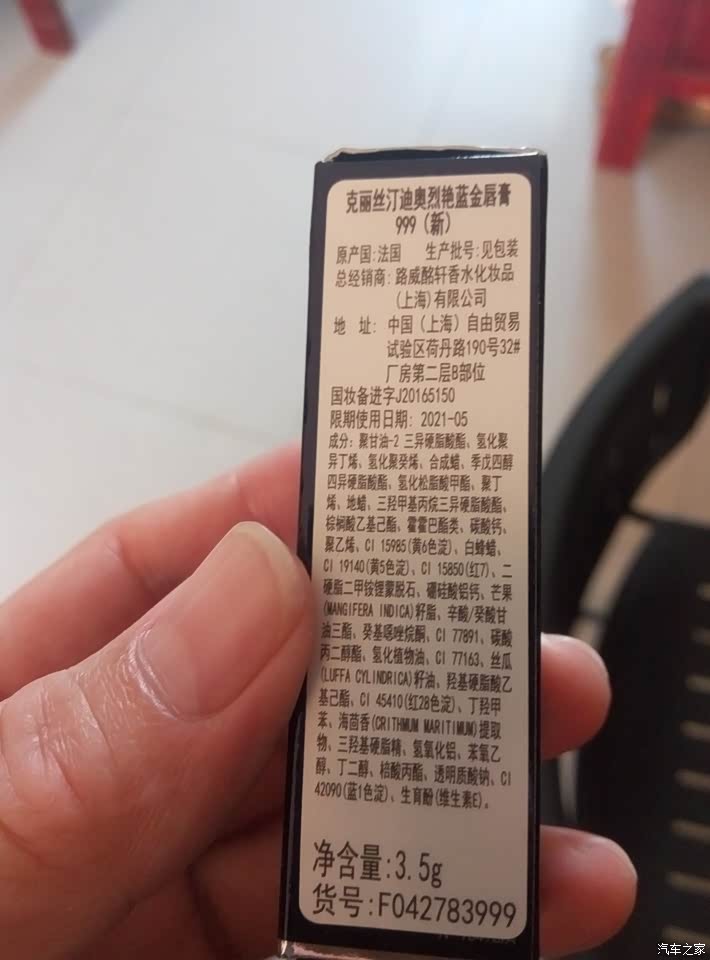 克丽丝汀迪奥烈艳蓝金唇膏
999（新）
原产国:法国 生产批号:见包装
总经销商: 路威酩轩香水化妆品
(上海)有限公司
地 址: 中国（上海）自由贸易
试验区荷丹路190号32#
厂房第二层B部位
国妆备进字J20165150
限期使用日期: 2021-05
成分: 聚甘油-2 三异硬脂酸酯、氢化聚
异丁烯、氢化聚癸烯、合成蜡、季戊四醇
四异硬脂酸酯、氢化松脂酸甲酯、聚丁
烯、地蜡、三羟甲基丙烷三异硬脂酸酯、
棕榈酸乙基己酯、霍霍巴酯类、碳酸钙、
聚乙烯、CI 15985(黄6色淀)、白蜂蜡、
CI 19140(黄5色淀)、CI 15850(红7)、二
硬脂二甲铵锂蒙脱石、硼硅酸铝钙、芒果
(MANGIFERA INDICA)籽脂、辛酸/癸酸甘
油三酯、癸基噁唑烷酮、CI 77891、碳酸
丙二醇酯、氢化植物油、CI 77163、丝瓜
(LUFFA CYLINDRICA)籽油、羟基硬脂酸乙
基己酯、CI 45410(红28色淀)、丁羟甲
苯、海茴香(CRITHMUM MARITIMUM)提取
物、三羟基硬脂精、氢氧化铝、苯氧乙
醇、丁二醇、棓酸丙酯、透明质酸钠、CI
42090(蓝1色淀)、生育酚(维生素E)。
净含量:3.5g
货号:F042783999
汽车之家